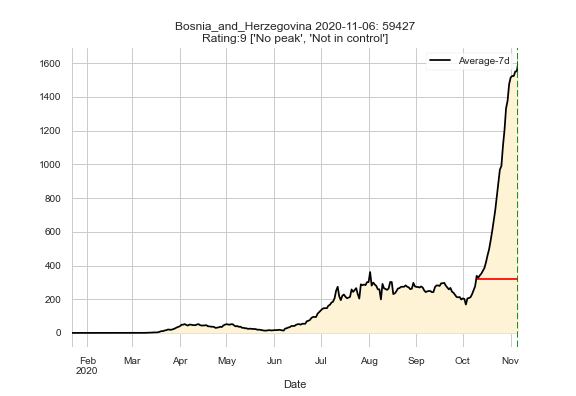 Bosnia_and_Herzegovina 2020-11-06: 59427
Rating:9 ['No peak', 'Not in control']
Average-7d
1600
1400
1200
1000
800
600
400
200
0
Feb Mar Apr May Jun Jul Aug Sep Oct Nov
2020
Date